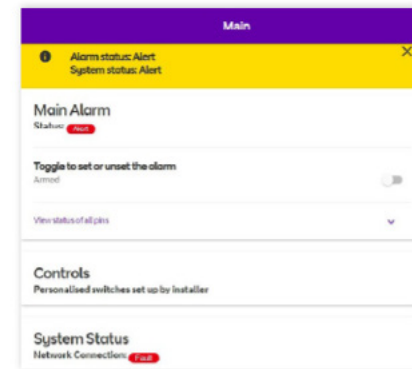 Main
Alarm status: Alert
System status: Alert
Main Alarm
Status: Alert
Toggle to set or unset the alarm
Armed
View status of all pins
Controls
Personalised switches set up by installer
System Status
Network Connection: Fault